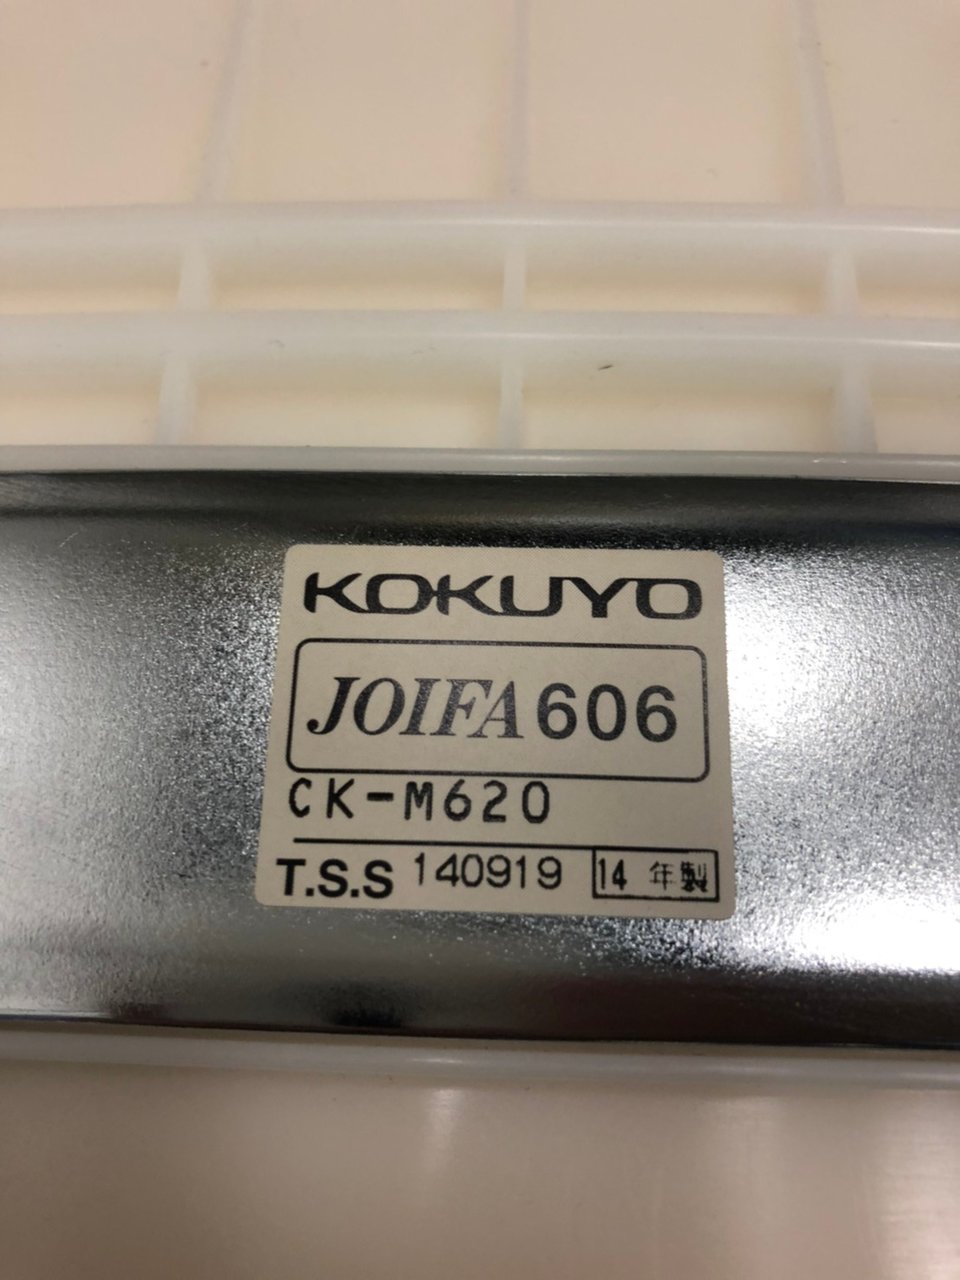 KOKUYO
JOIFA 606
CK-M620
T.S.S 140919 14 年製